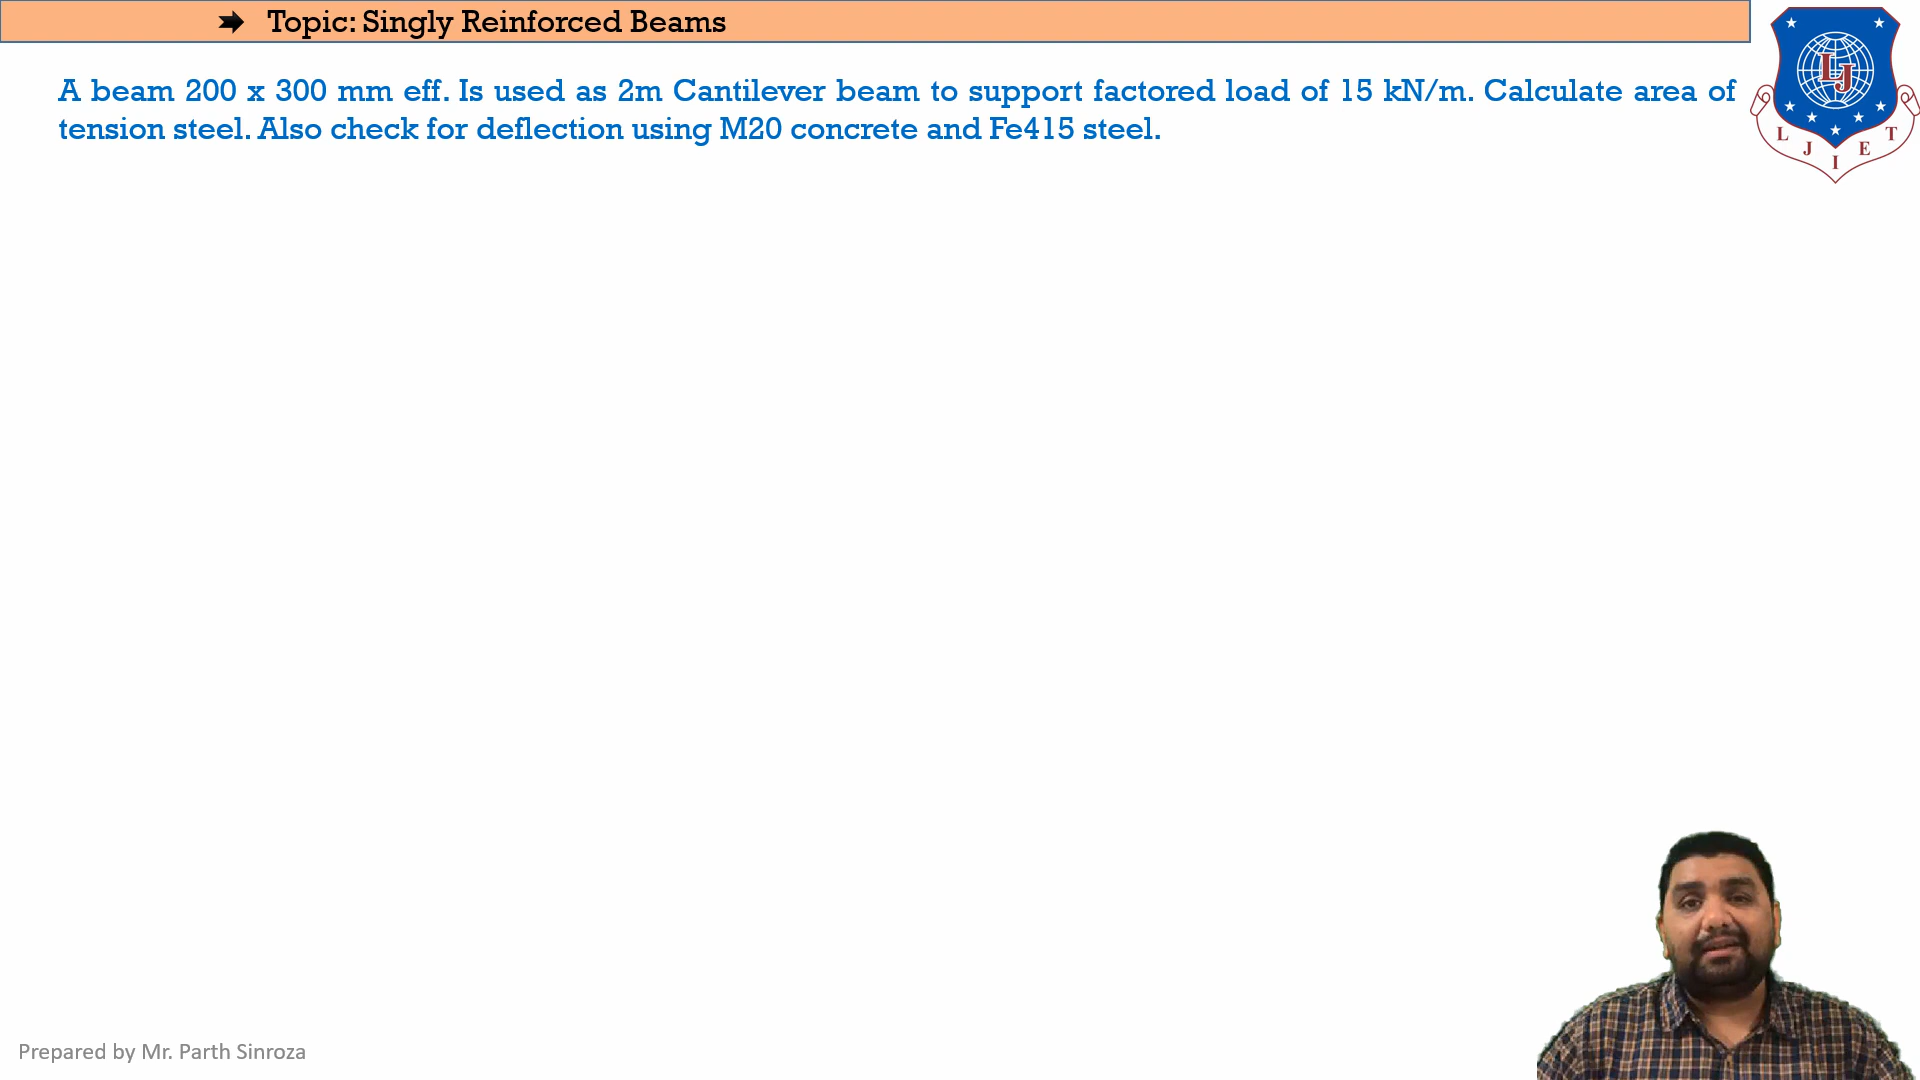 Topic: Singly Reinforced Beams
A beam 200 x 300 mm eff. Is used as 2m Cantilever beam to support factored load of 15 kN/m. Calculate area of
tension steel. Also check for deflection using M20 concrete and Fe415 steel.
LJ
L J I E T
Prepared by Mr. Parth Sinroza